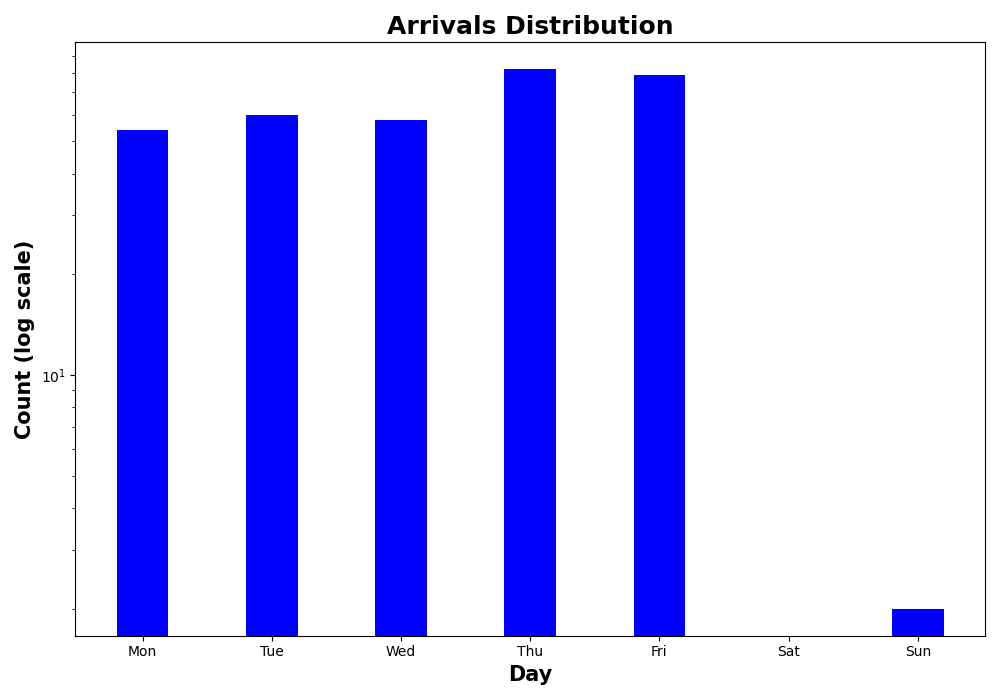 Arrivals Distribution
Count (log scale)
10¹
Mon Tue Wed Thu Fri Sat Sun
Day